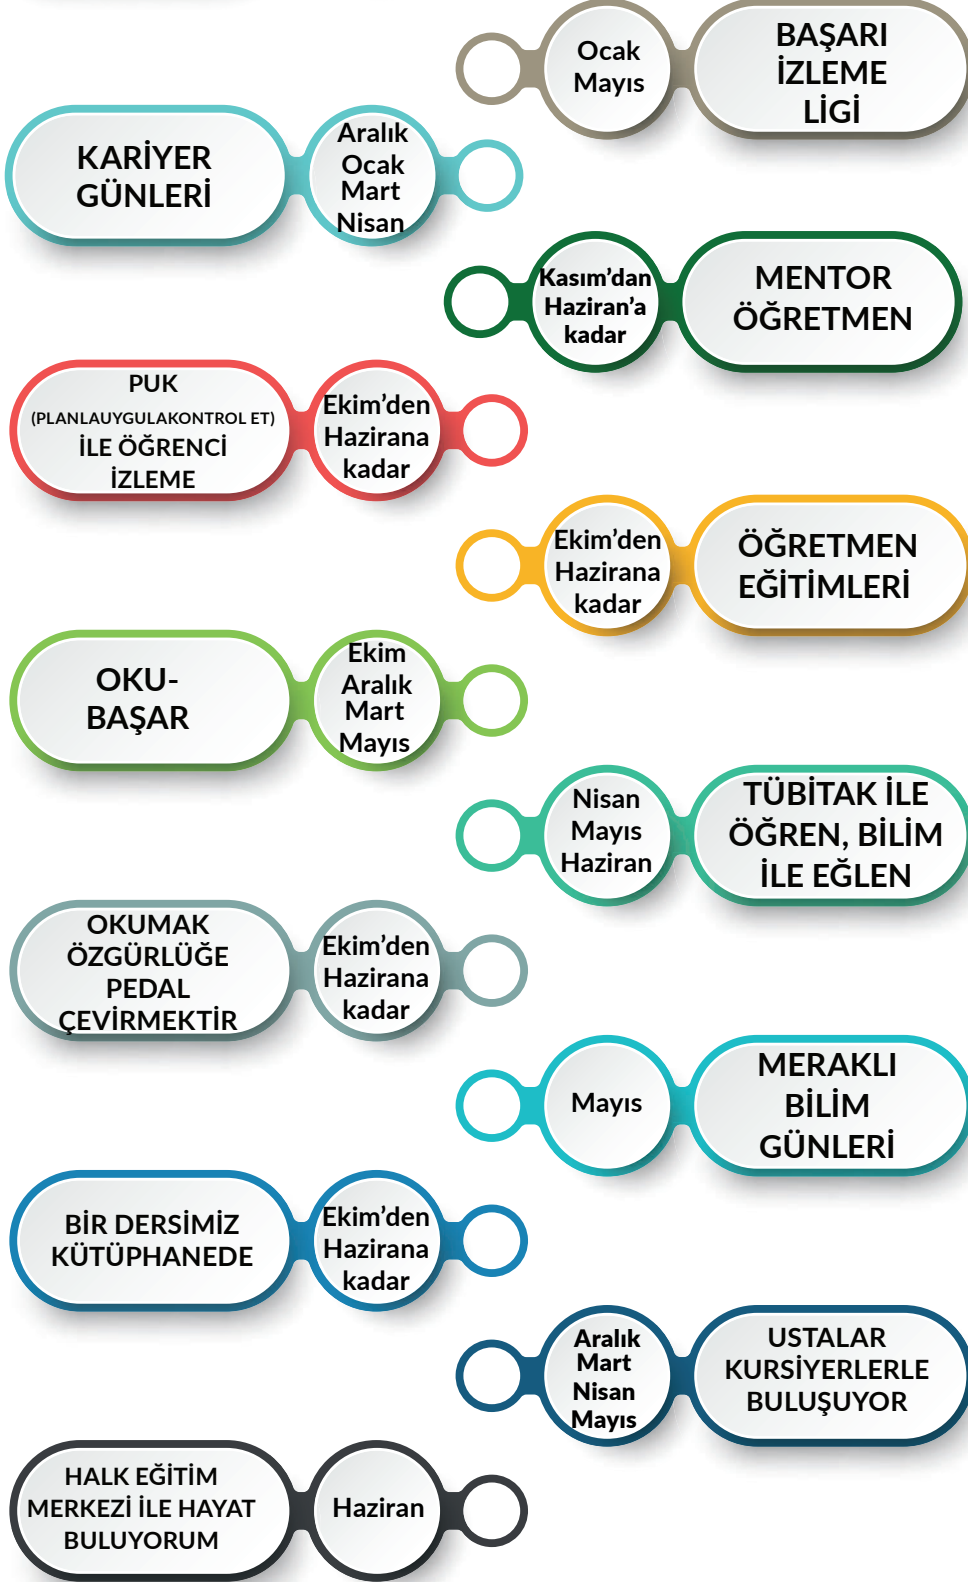 Ocak
Mayıs
BAŞARI
İZLEME
LİGİ
KARİYER
GÜNLERİ
Aralık
Ocak
Mart
Nisan
Kasım’dan
Haziran’a
kadar
MENTOR
ÖĞRETMEN
PUK
(PLANLAUYGULAKONTROL ET)
İLE ÖĞRENCİ
İZLEME
Ekim’den
Hazirana
kadar
Ekim’den
Hazirana
kadar
ÖĞRETMEN
EĞİTİMLERİ
OKU-
BAŞAR
Ekim
Aralık
Mart
Mayıs
Nisan
Mayıs
Haziran
TÜBİTAK İLE
ÖĞREN, BİLİM
İLE EĞLEN
OKUMAK
ÖZGÜRLÜĞE
PEDAL
ÇEVİRMEKTİR
Ekim’den
Hazirana
kadar
Mayıs
MERAKLI
BİLİM
GÜNLERİ
BİR DERSİMİZ
KÜTÜPHANEDE
Ekim’den
Hazirana
kadar
Aralık
Mart
Nisan
Mayıs
USTALAR
KURSİYERLERLE
BULUŞUYOR
HALK EĞİTİM
MERKEZİ İLE HAYAT
BULUYORUM
Haziran